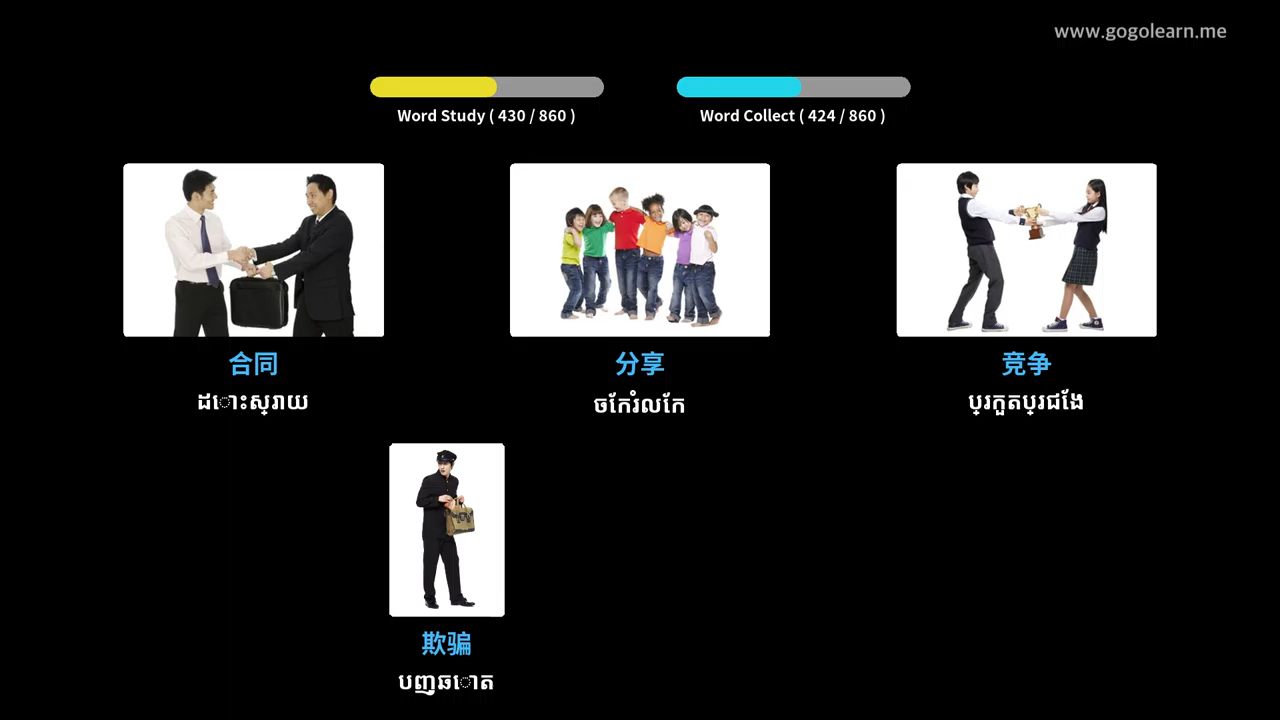 www.gogolearn.me
Word Study ( 430 / 860 )
Word Collect ( 424 / 860 )
合同
分享
竞争
ដោះស្រាយ
ចែករំលែក
ប្រកួតប្រជែង
欺骗
បញ្ឆោត